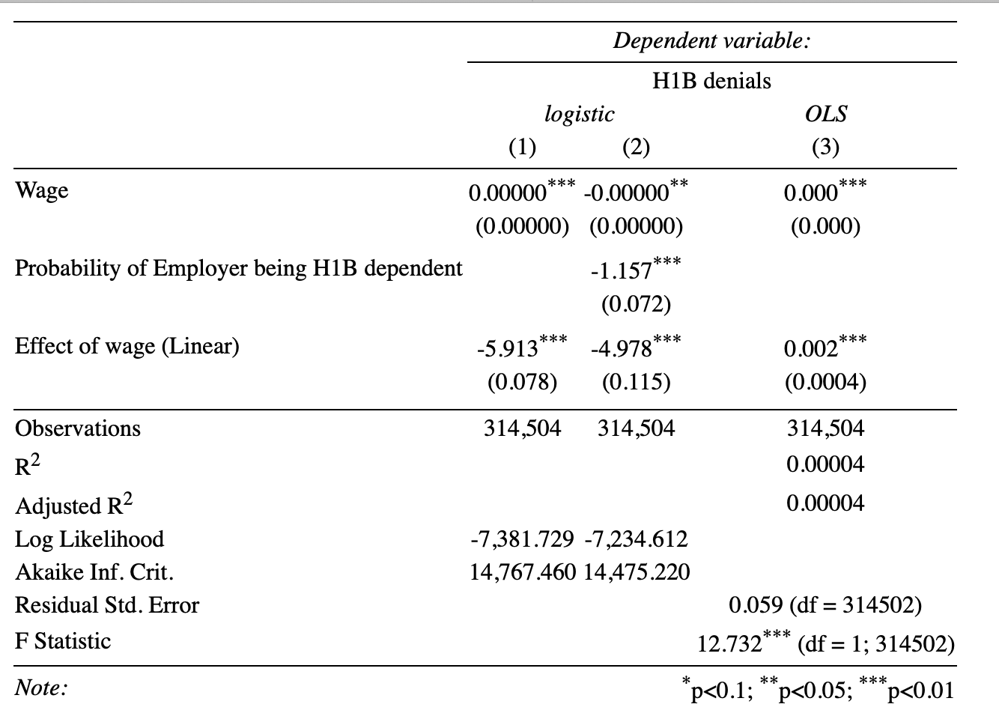 Dependent variable:
H1B denials
logistic OLS
(1) (2) (3)
Wage 0.00000*** -0.00000** 0.000***
(0.00000) (0.00000) (0.000)
Probability of Employer being H1B dependent -1.157***
(0.072)
Effect of wage (Linear) -5.913*** -4.978*** 0.002***
(0.078) (0.115) (0.0004)
Observations 314,504 314,504 314,504
R2 0.00004
Adjusted R2 0.00004
Log Likelihood -7,381.729 -7,234.612
Akaike Inf. Crit. 14,767.460 14,475.220
Residual Std. Error 0.059 (df = 314502)
F Statistic 12.732*** (df = 1; 314502)
Note: *p<0.1; **p<0.05; ***p<0.01